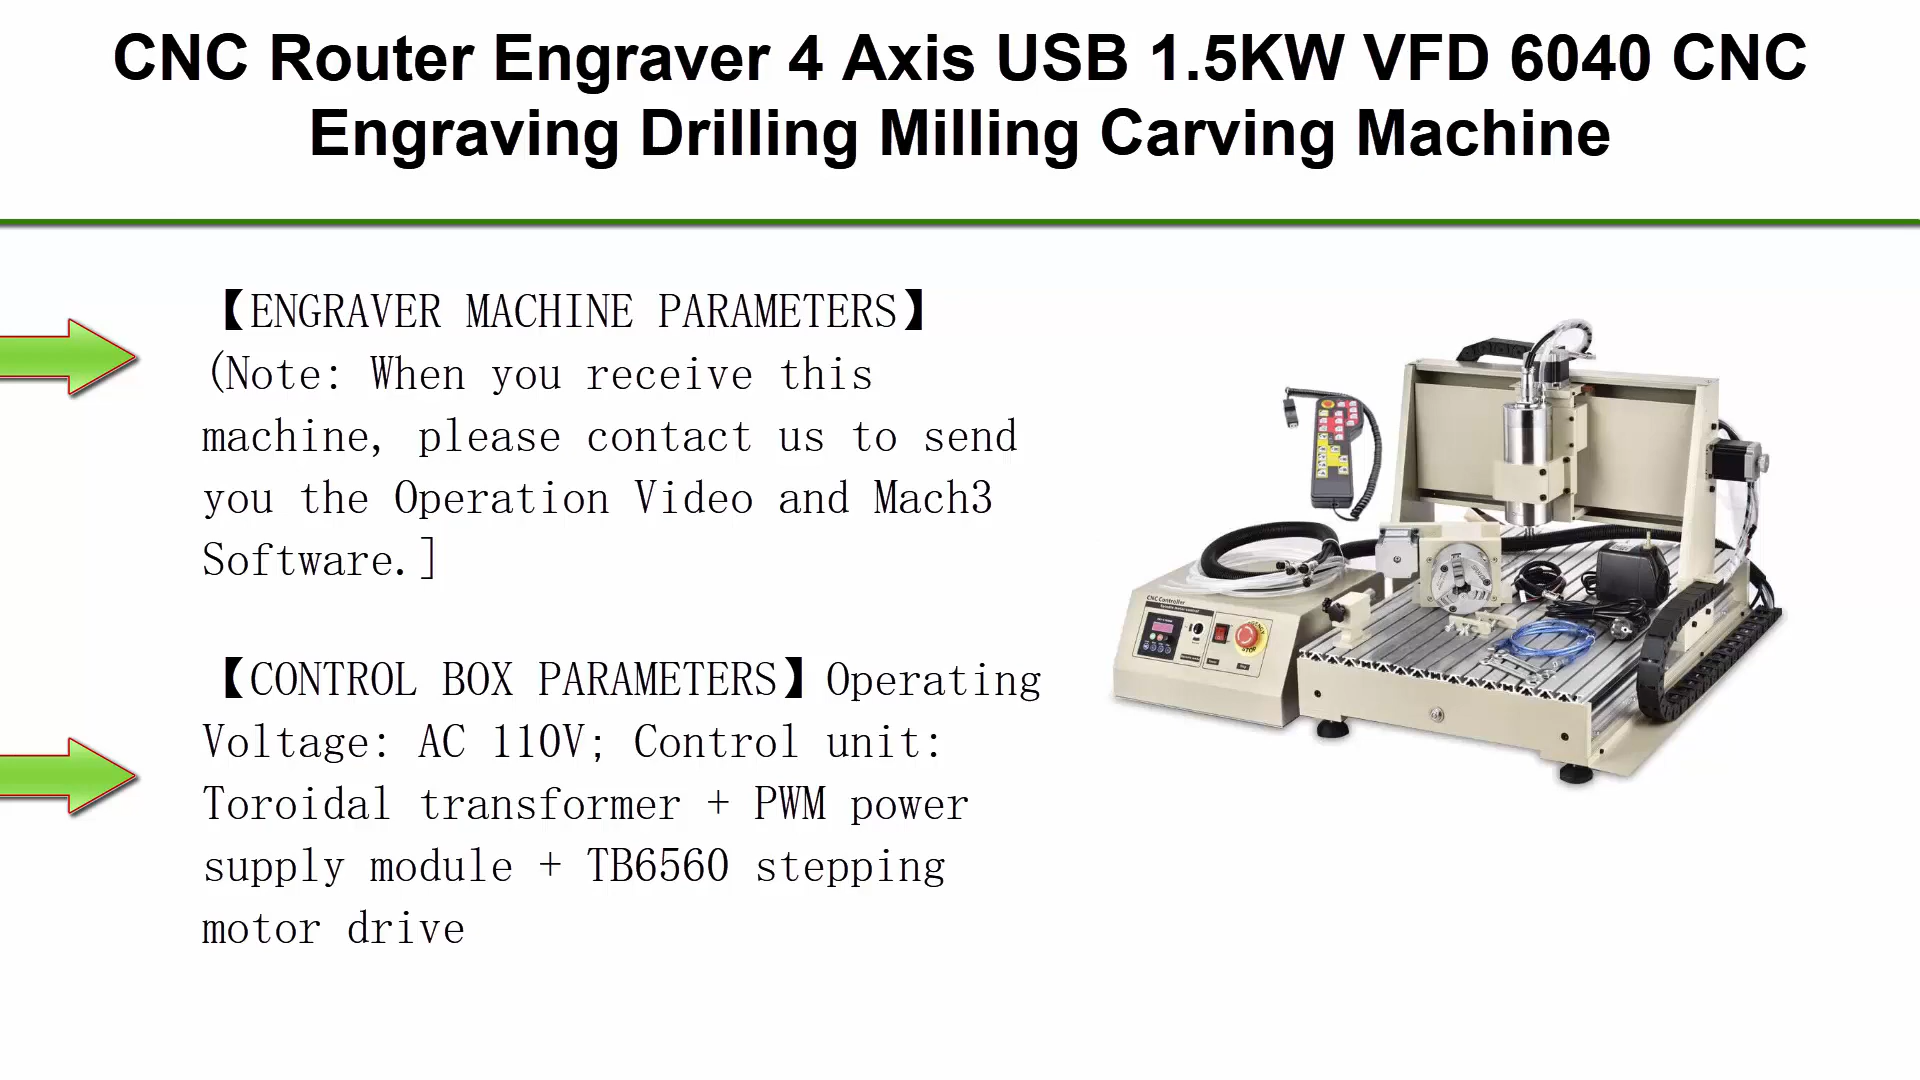 CNC Router Engraver 4 Axis USB 1.5KW VFD 6040 CNC
Engraving Drilling Milling Carving Machine
【ENGRAVER MACHINE PARAMETERS】
(Note: When you receive this
machine, please contact us to send
you the Operation Video and Mach3
Software.]
【CONTROL BOX PARAMETERS】Operating
Voltage: AC 110V; Control unit:
Toroidal transformer + PWM power
supply module + TB6560 stepping
motor drive
CNC Controller
STOP